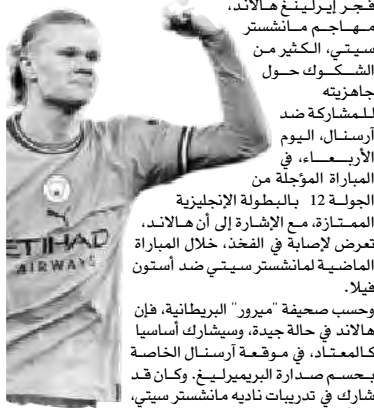 فجر إيرلينغ هالاند،
مهاجم مانشستر
سيتي، الكثير من
الشكوك حول
جاهزيته
للمشاركة ضد
آرسنال، اليوم
الأربعاء، في
المباراة المؤجلة من
الجولة 12 بالبطولة الإنجليزية
الممتازة، مع الإشارة إلى أن هالاند،
تعرض لإصابة في الفخذ، خلال المباراة
الماضية لمانشستر سيتي ضد أستون
فيلا.
وحسب صحيفة "ميرور" البريطانية، فإن
هالاند في حالة جيدة، وسيشارك أساسيا
كالمعتاد، في موقعة آرسنال الخاصة
بحسم صدارة البريميرليغ. وكان قد
شارك في تدريبات ناديه مانشستر سيتي،
ETIHAD
AIRWAYS